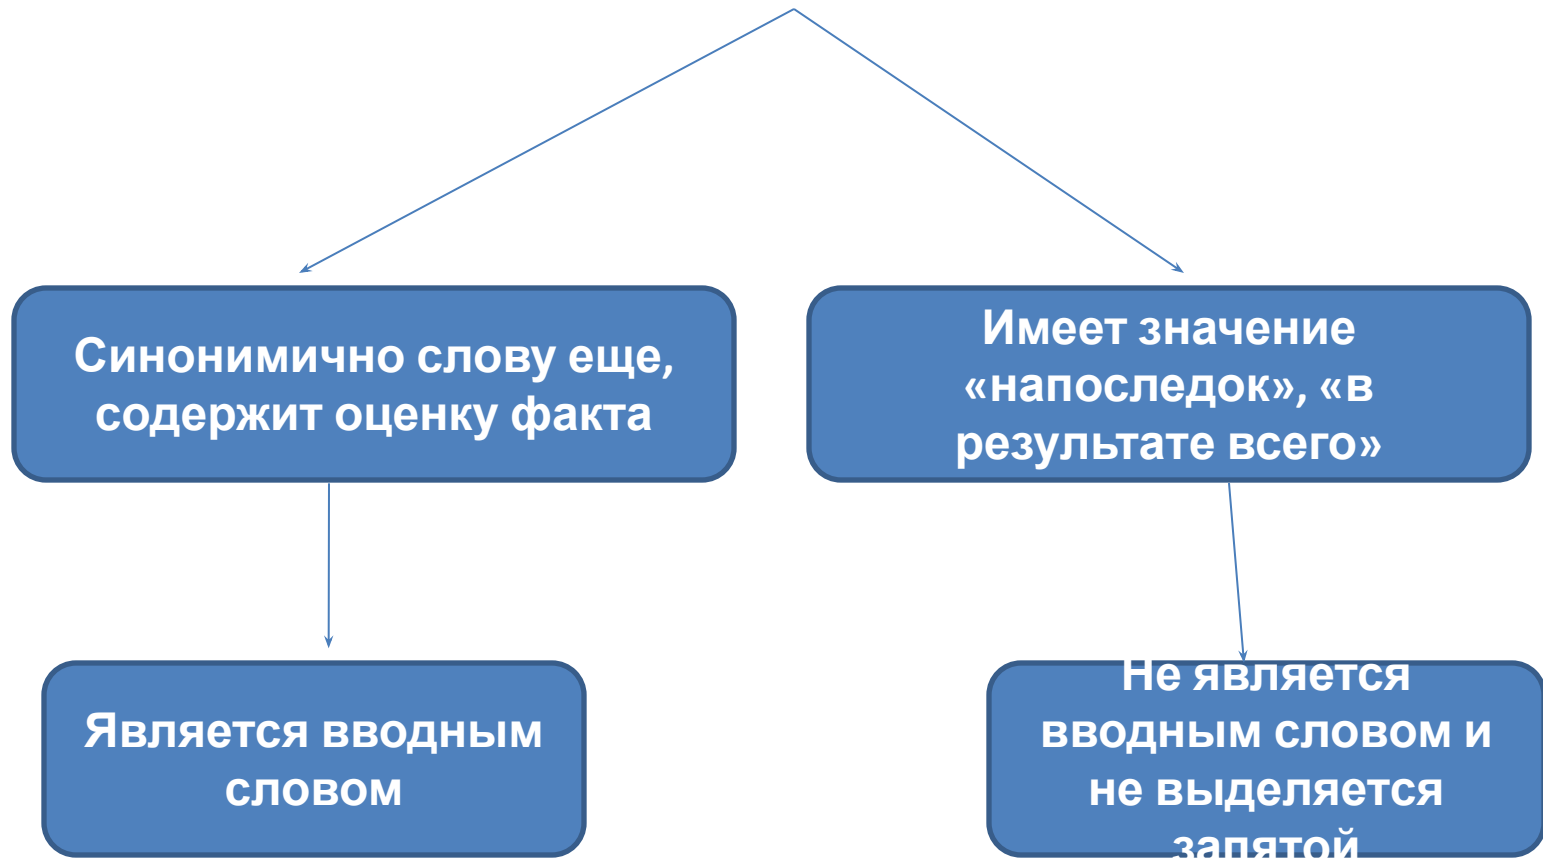 Синонимично слову еще,
содержит оценку факта
Имеет значение
«напоследок», «в
результате всего»
Является вводным
словом
Не является
вводным словом и
не выделяется
запятой